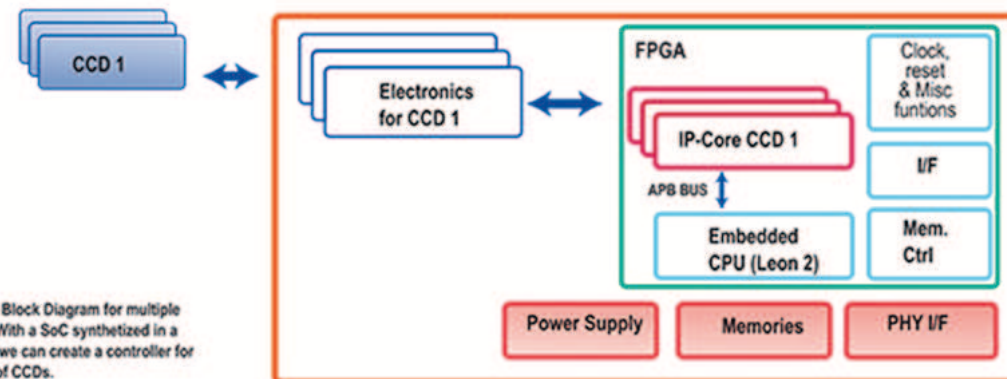 CCD 1
Electronics
for CCD 1
FPGA
IP-Core CCD 1
APB BUS
Embedded
CPU (Leon 2)
Clock,
reset
& Misc
funtions
I/F
Mem.
Ctrl
Power Supply
Memories
PHY I/F
Block Diagram for multiple
With a SoC synthetized in a
we can create a controller for
of CCDs.